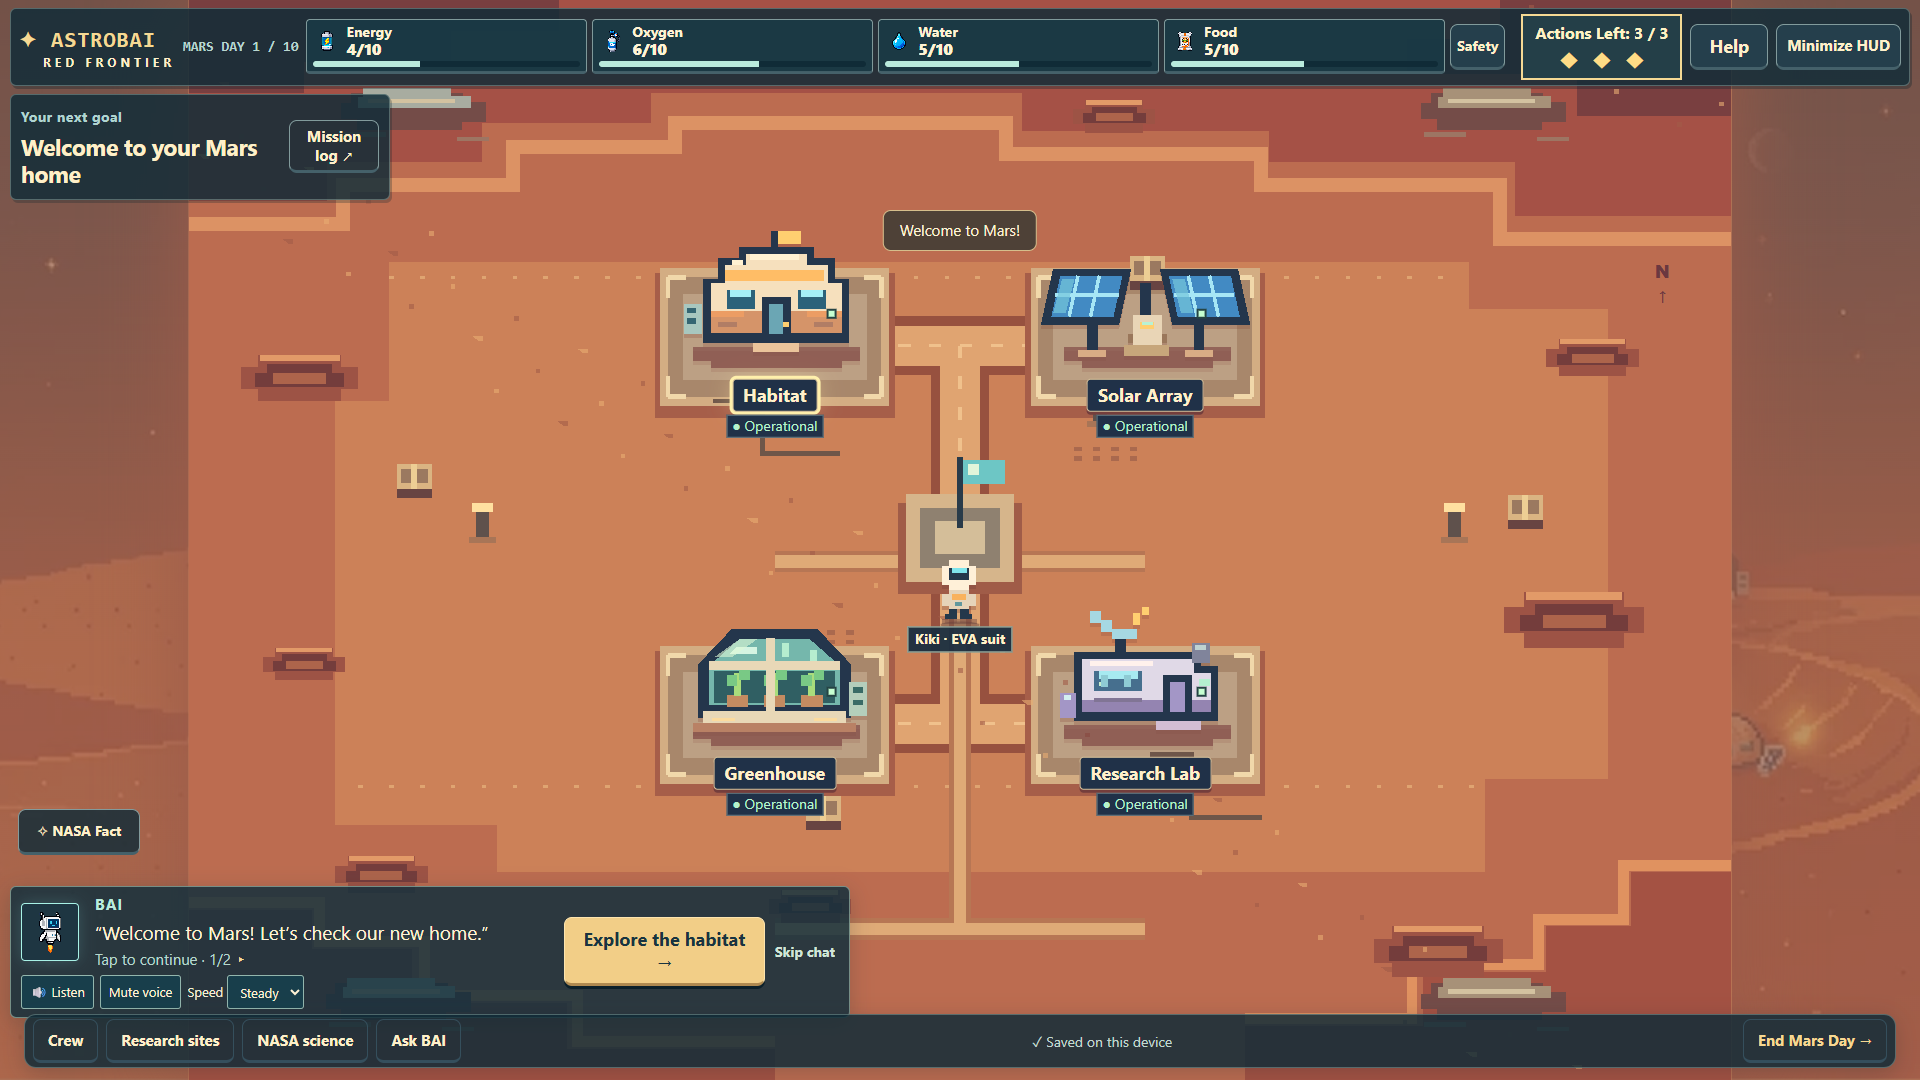 ✦ ASTROBAI
RED FRONTIER
MARS DAY 1 / 10
Energy
4/10
Oxygen
6/10
Water
5/10
Food
5/10
Safety
Actions Left: 3 / 3
Help
Minimize HUD
Your next goal
Welcome to your Mars
home
Mission
log ↗
Welcome to Mars!
N
↑
Habitat
• Operational
Solar Array
• Operational
Kiki · EVA suit
Greenhouse
• Operational
Research Lab
• Operational
✧ NASA Fact
BAI
“Welcome to Mars! Let’s check our new home.”
Tap to continue · 1/2 ▸
Explore the habitat
→
Skip chat
Listen
Mute voice
Speed
Steady
Crew
Research sites
NASA science
Ask BAI
✓ Saved on this device
End Mars Day →